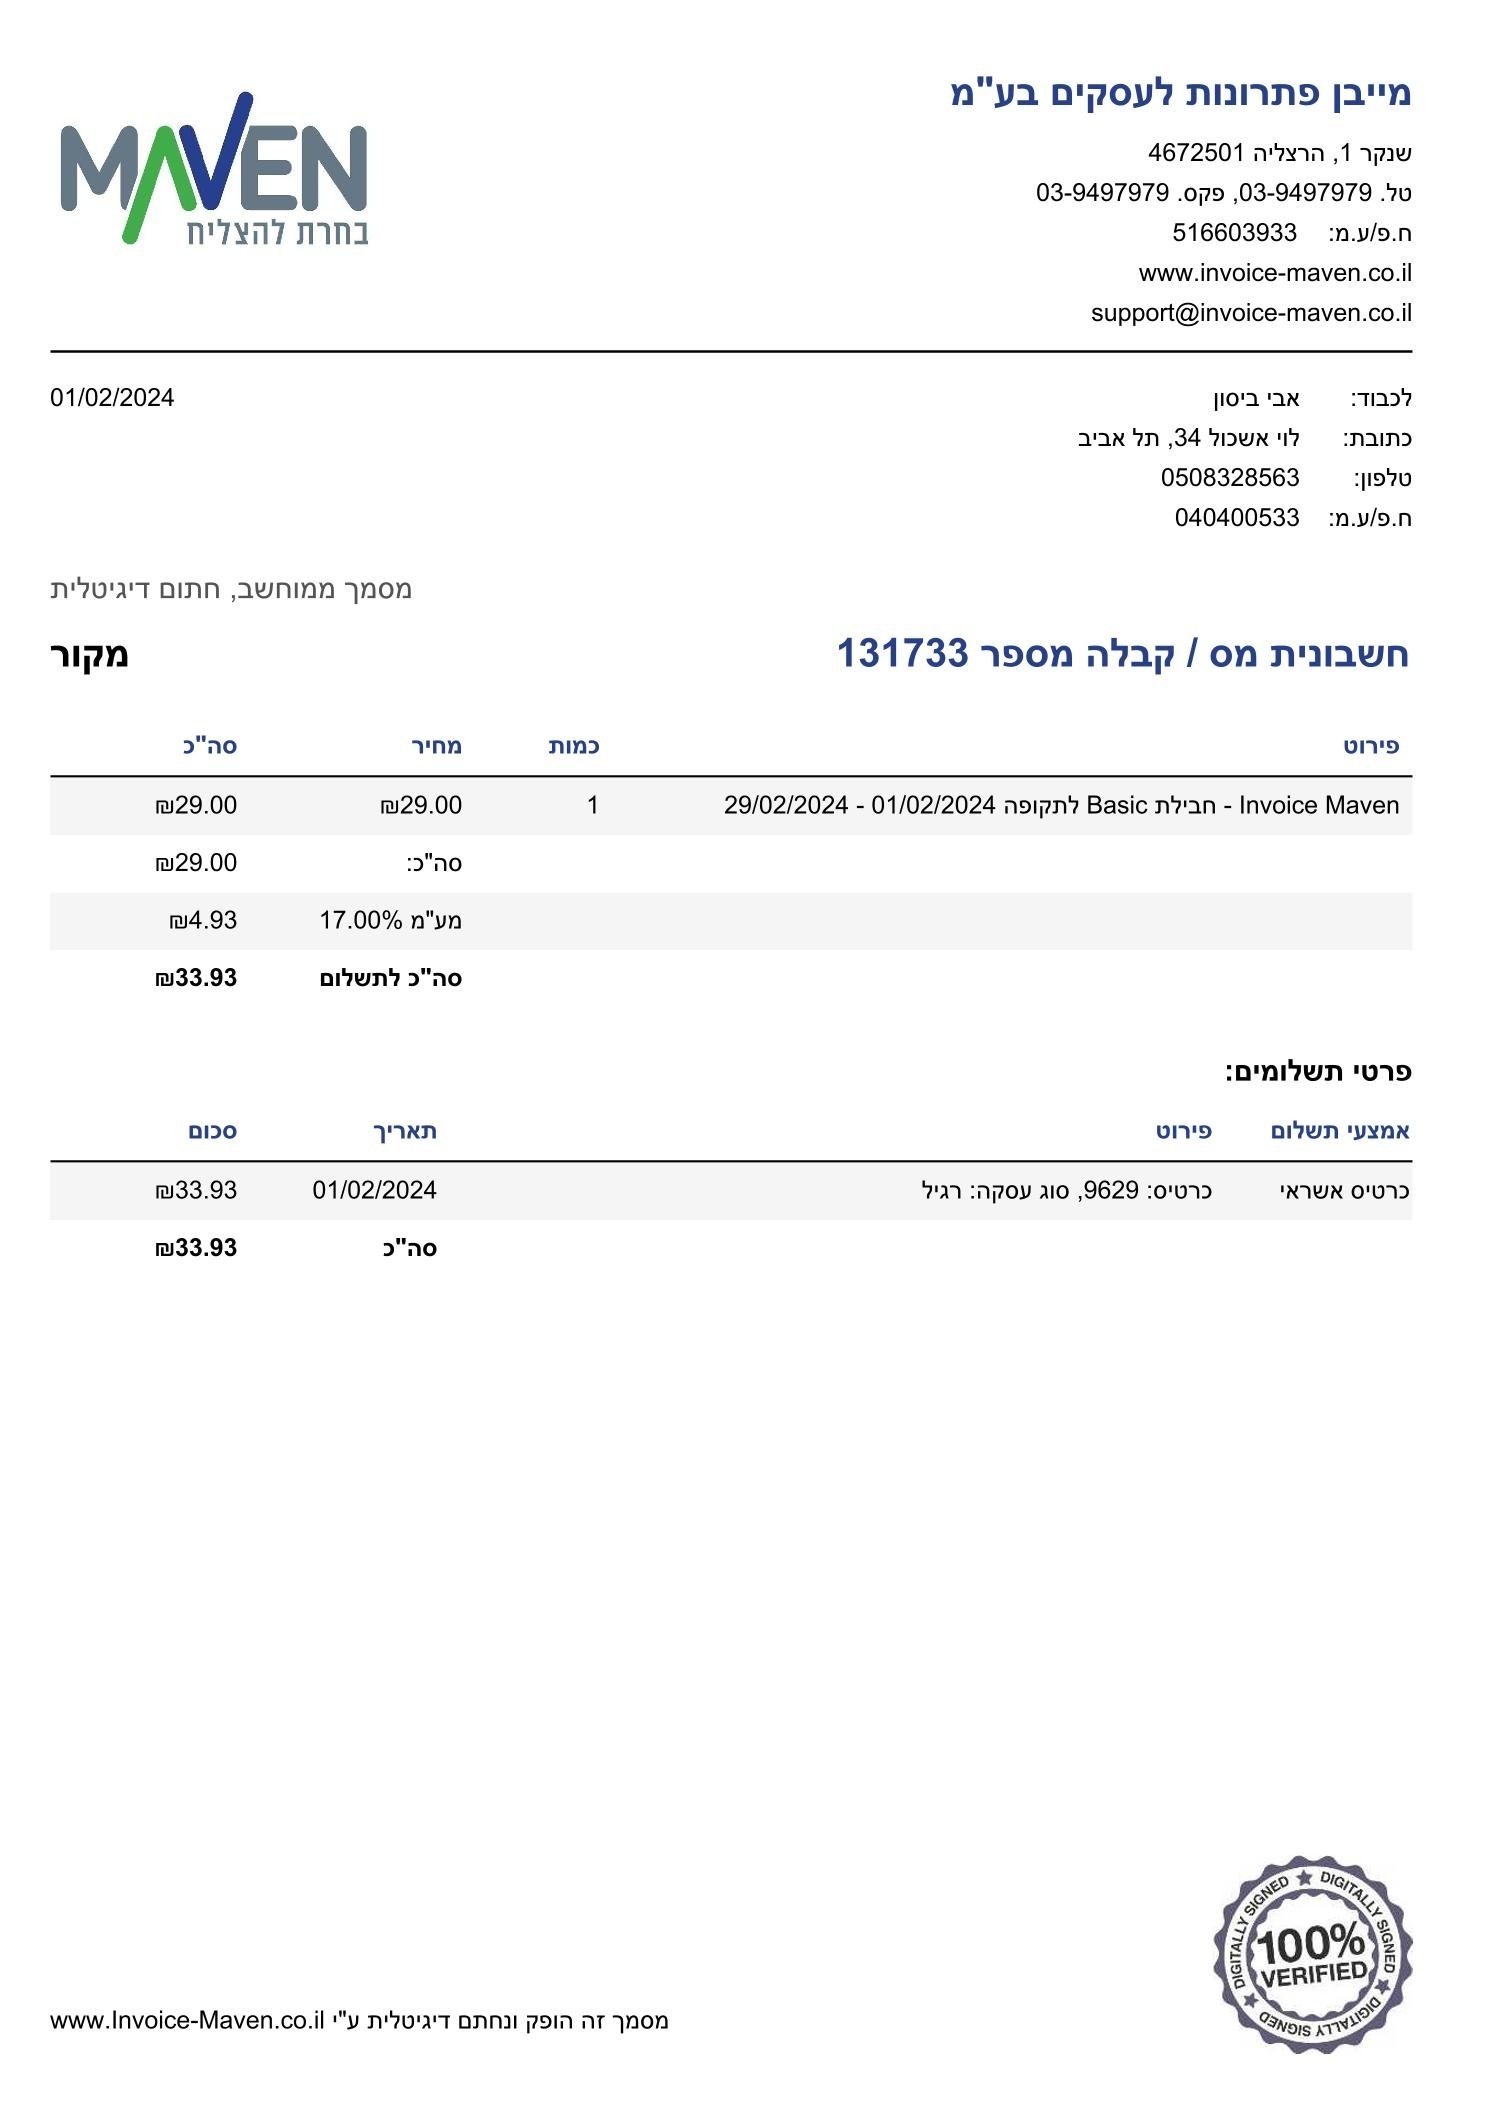 מייבן פתרונות לעסקים בע"מ
MAVEN
בחרת להצליח
שנקר 1, הרצליה 4672501
טל. 03-9497979, פקס. 03-9497979
ח.פ/ע.מ: 516603933
www.invoice-maven.co.il
support@invoice-maven.co.il
לכבוד: אבי ביסון 01/02/2024
כתובת: לוי אשכול 34, תל אביב
טלפון: 0508328563
ח.פ/ע.מ: 040400533
מסמך ממוחשב, חתום דיגיטלית
חשבונית מס / קבלה מספר 131733 מקור
פירוט כמות מחיר סה"כ
Invoice Maven - חבילת Basic לתקופה 01/02/2024 - 29/02/2024 1 ₪29.00 ₪29.00
סה"כ: ₪29.00
מע"מ 17.00% ₪4.93
סה"כ לתשלום ₪33.93
פרטי תשלומים:
אמצעי תשלום פירוט תאריך סכום
כרטיס אשראי כרטיס: 9629, סוג עסקה: רגיל 01/02/2024 ₪33.93
סה"כ ₪33.93
DIGITALLY SIGNED ★ DIGITALLY SIGNED ★ DIGITALLY SIGNED ★
100%
VERIFIED
מסמך זה הופק ונחתם דיגיטלית ע"י www.Invoice-Maven.co.il